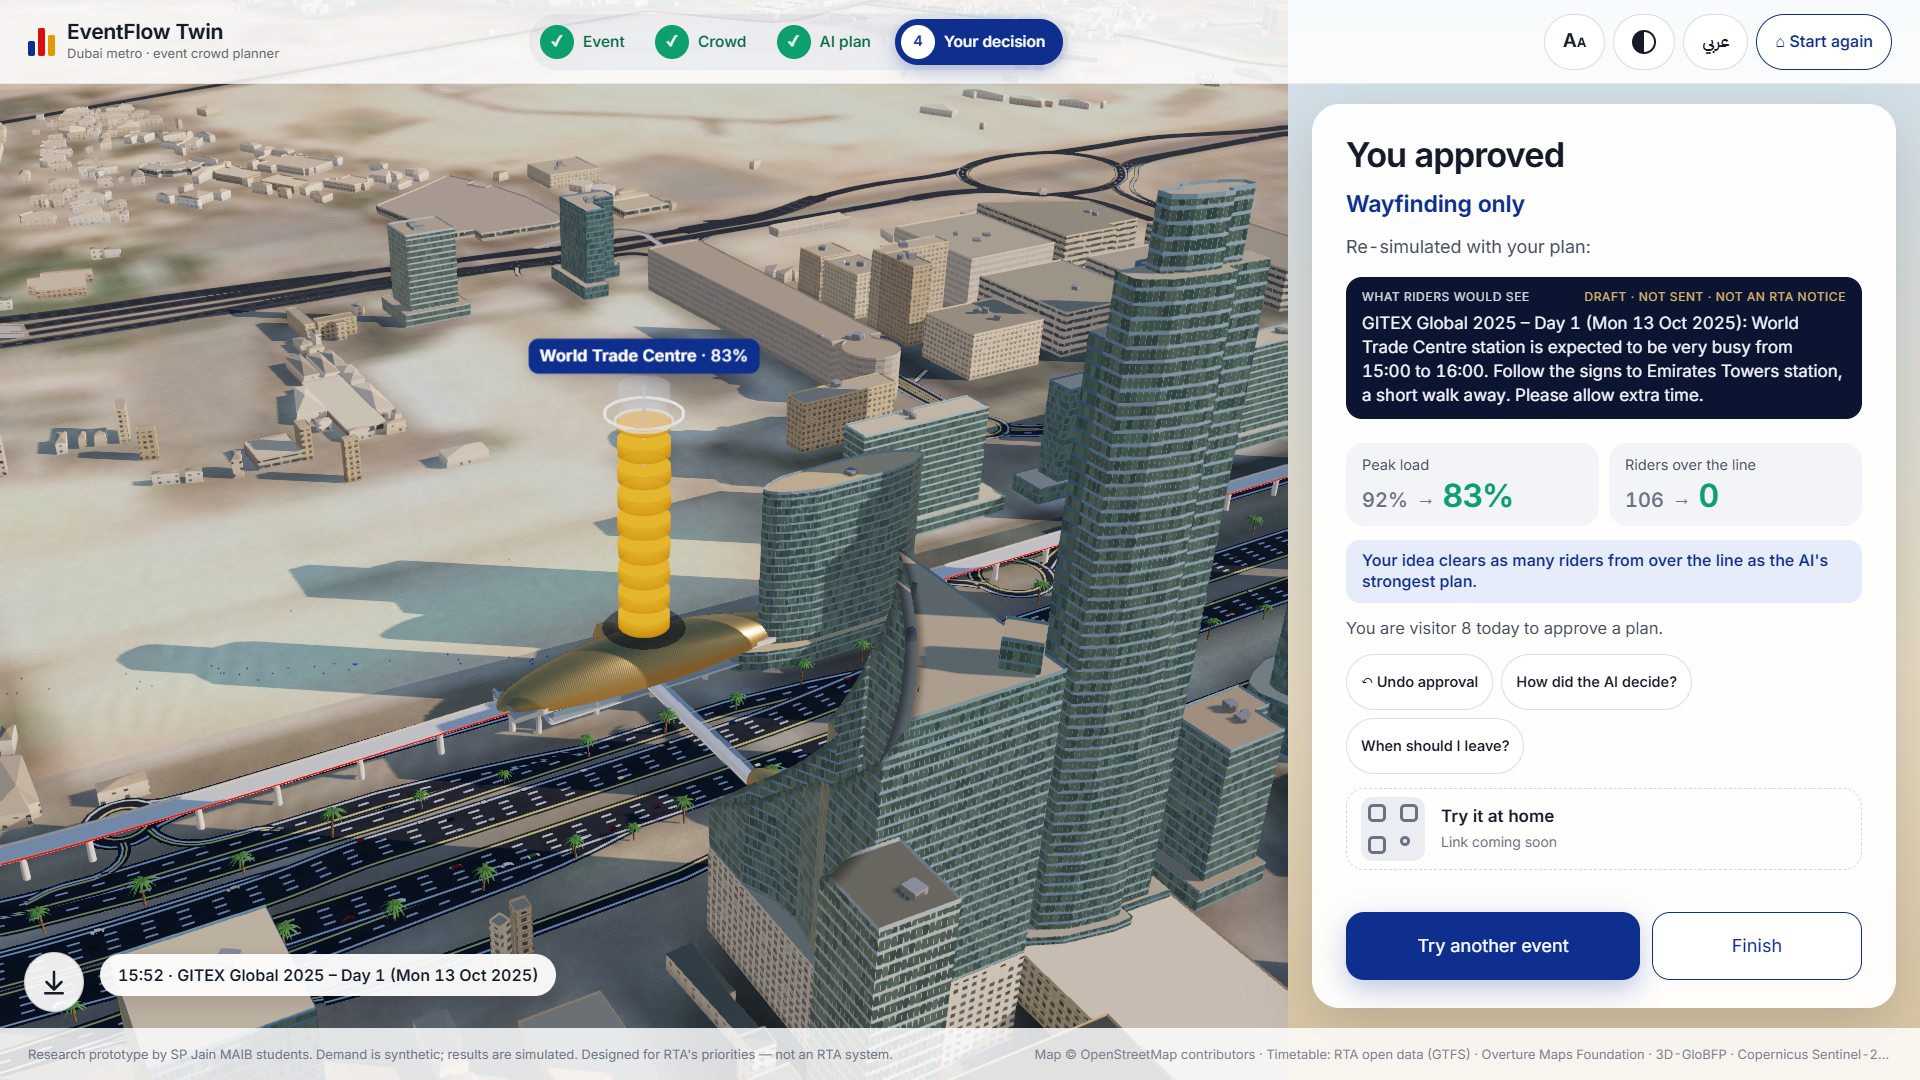 EventFlow Twin
Dubai metro · event crowd planner
✓ Event
✓ Crowd
✓ AI plan
4 Your decision
AA
عربي
⌂ Start again
World Trade Centre · 83%
15:52 · GITEX Global 2025 – Day 1 (Mon 13 Oct 2025)
You approved
Wayfinding only
Re-simulated with your plan:
WHAT RIDERS WOULD SEE
DRAFT · NOT SENT · NOT AN RTA NOTICE
GITEX Global 2025 – Day 1 (Mon 13 Oct 2025): World
Trade Centre station is expected to be very busy from
15:00 to 16:00. Follow the signs to Emirates Towers station,
a short walk away. Please allow extra time.
Peak load
92% → 83%
Riders over the line
106 → 0
Your idea clears as many riders from over the line as the AI's
strongest plan.
You are visitor 8 today to approve a plan.
↶ Undo approval
How did the AI decide?
When should I leave?
Try it at home
Link coming soon
Try another event
Finish
Research prototype by SP Jain MAIB students. Demand is synthetic; results are simulated. Designed for RTA's priorities — not an RTA system.
Map © OpenStreetMap contributors · Timetable: RTA open data (GTFS) · Overture Maps Foundation · 3D-GloBFP · Copernicus Sentinel-2…